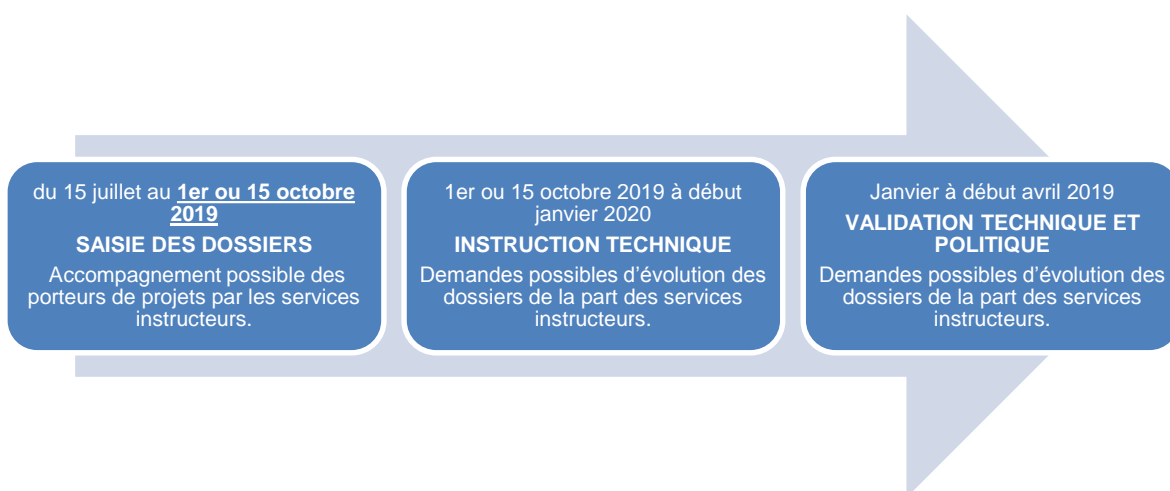 du 15 juillet au 1er ou 15 octobre
2019
SAISIE DES DOSSIERS
Accompagnement possible des
porteurs de projets par les services
instructeurs.
1er ou 15 octobre 2019 à début
janvier 2020
INSTRUCTION TECHNIQUE
Demandes possibles d'évolution des
dossiers de la part des services
instructeurs.
Janvier à début avril 2019
VALIDATION TECHNIQUE ET
POLITIQUE
Demandes possibles d'évolution des
dossiers de la part des services
instructeurs.